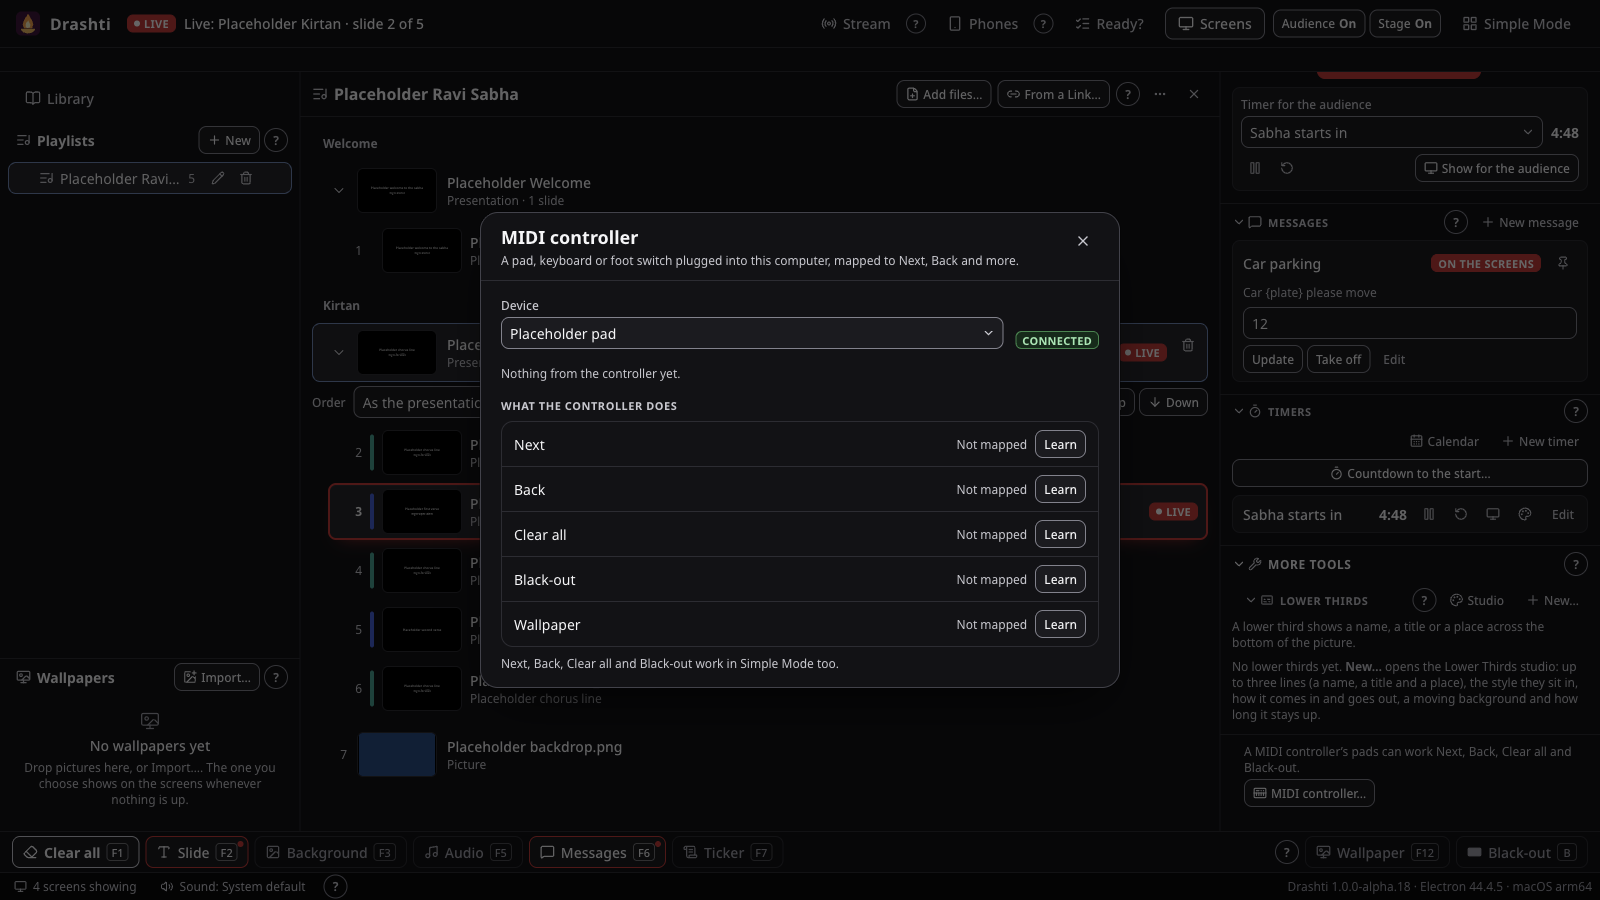 Drashti
LIVE
Live: Placeholder Kirtan · slide 2 of 5
Stream
?
Phones
?
Ready?
Screens
Audience On
Stage On
Simple Mode
Library
Playlists
New
?
Placeholder Ravi...
5
Placeholder Ravi Sabha
Add files...
From a Link...
?
Welcome
Placeholder Welcome
Presentation · 1 slide
1
Kirtan
LIVE
Order
As the presentatic
Down
2
3
LIVE
4
5
6
Placeholder chorus line
7
Placeholder backdrop.png
Picture
MIDI controller
A pad, keyboard or foot switch plugged into this computer, mapped to Next, Back and more.
Device
Placeholder pad
CONNECTED
Nothing from the controller yet.
WHAT THE CONTROLLER DOES
Next
Not mapped
Learn
Back
Not mapped
Learn
Clear all
Not mapped
Learn
Black-out
Not mapped
Learn
Wallpaper
Not mapped
Learn
Next, Back, Clear all and Black-out work in Simple Mode too.
Timer for the audience
Sabha starts in
4:48
Show for the audience
MESSAGES
?
New message
Car parking
ON THE SCREENS
Car {plate} please move
12
Update
Take off
Edit
TIMERS
?
Calendar
New timer
Countdown to the start...
Sabha starts in
4:48
Edit
MORE TOOLS
?
LOWER THIRDS
?
Studio
New...
A lower third shows a name, a title or a place across the
bottom of the picture.
No lower thirds yet. New... opens the Lower Thirds studio: up
to three lines (a name, a title and a place), the style they sit in,
how it comes in and goes out, a moving background and how
long it stays up.
A MIDI controller's pads can work Next, Back, Clear all and
Black-out.
MIDI controller...
Wallpapers
Import...
?
No wallpapers yet
Drop pictures here, or Import.... The one you
choose shows on the screens whenever
nothing is up.
Clear all
F1
Slide
F2
Background
F3
Audio
F5
Messages
F6
Ticker
F7
?
Wallpaper
F12
Black-out
B
4 screens showing
Sound: System default
?
Drashti 1.0.0-alpha.18 · Electron 44.4.5 · macOS arm64